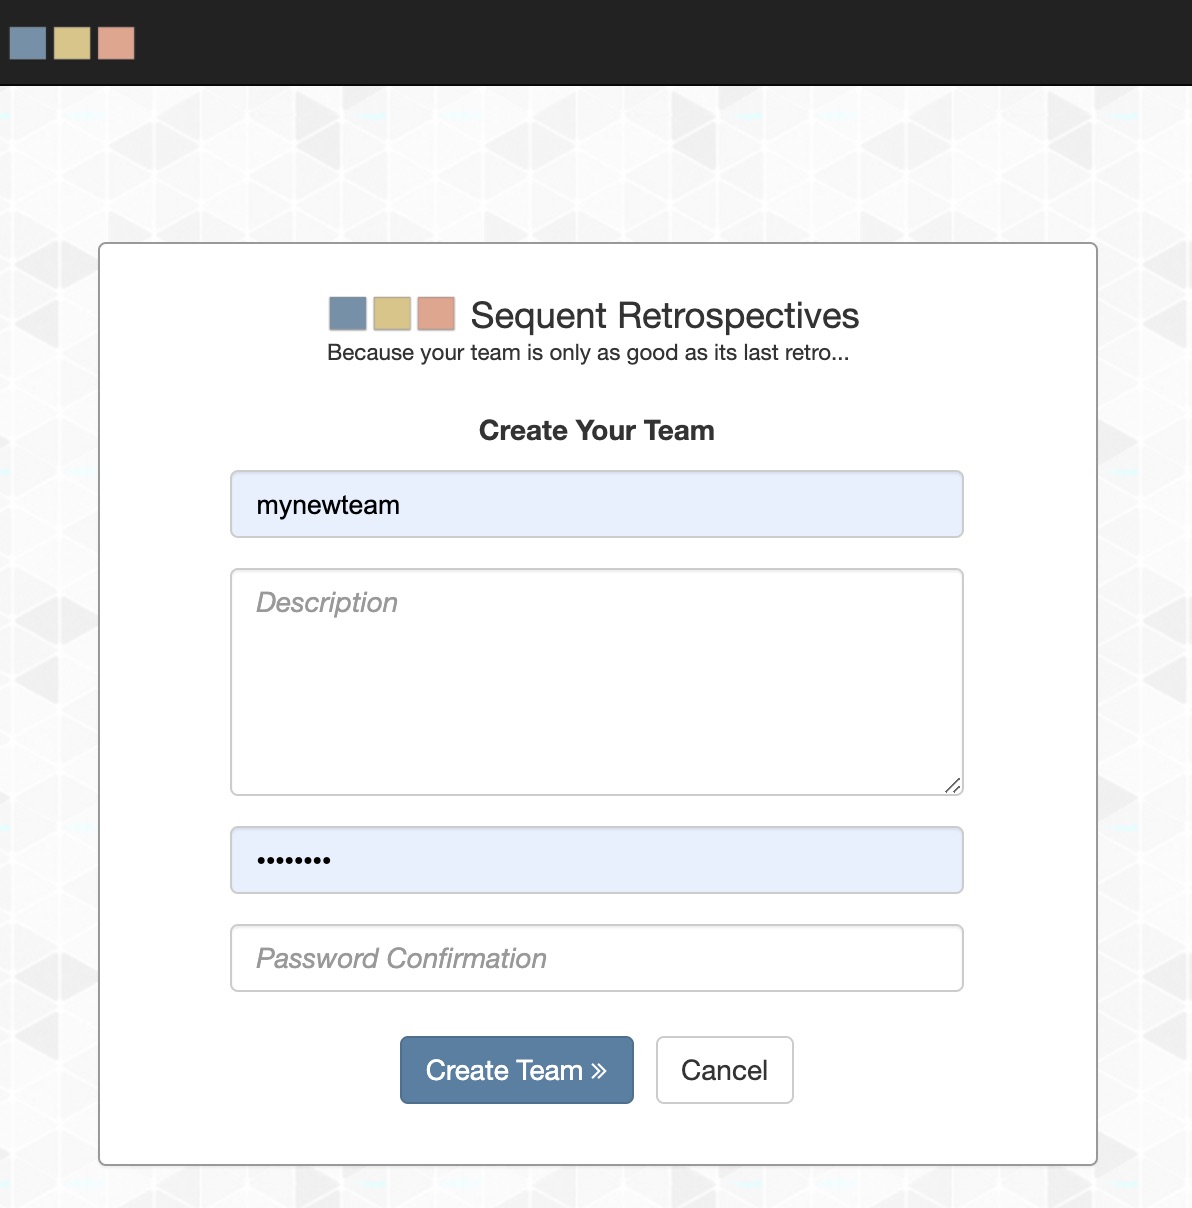 Sequent Retrospectives
Because your team is only as good as its last retro...
Create Your Team
mynewteam
Description
••••••••
Password Confirmation
Create Team »
Cancel